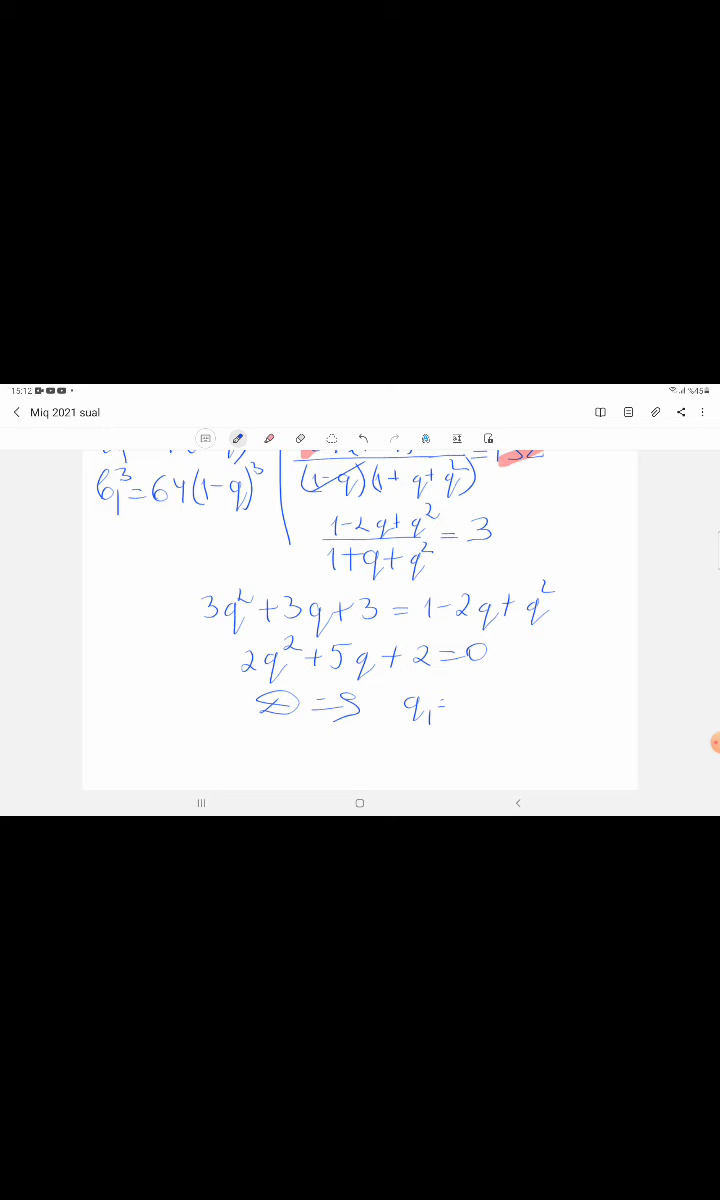 15:12 %45
Miq 2021 sual
b₁³ = 64(1-q)³
(1-q)(1+q+q²)
1-2q+q² / 1+q+q² = 3
3q²+3q+3 = 1-2q+q²
2q²+5q+2=0
D=9 q₁=